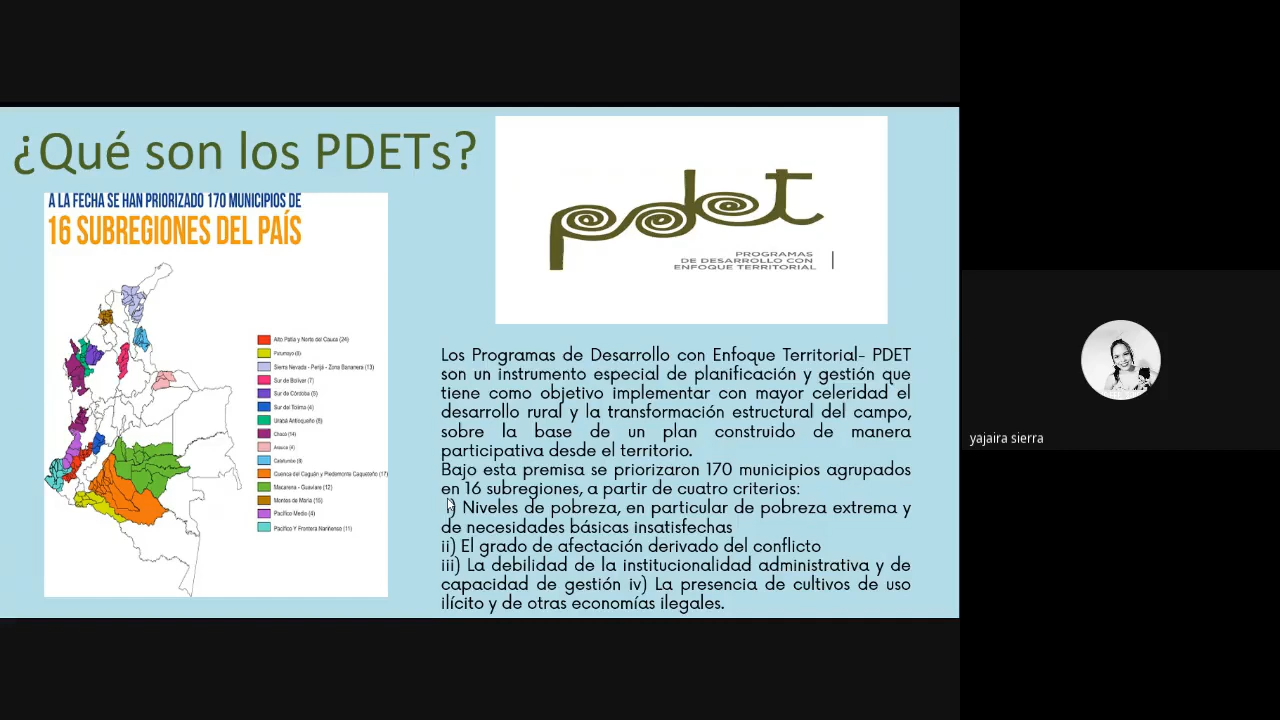 ¿Qué son los PDETs?
A LA FECHA SE HAN PRIORIZADO 170 MUNICIPIOS DE
16 SUBREGIONES DEL PAÍS
Alto Patía y Norte del Cauca (24)
Putumayo (9)
Sierra Nevada - Perijá - Zona Bananera (13)
Sur de Bolívar (7)
Sur de Córdoba (5)
Sur del Tolima (4)
Urabá Antioqueño (8)
Chocó (14)
Arauca (4)
Catatumbo (8)
Cuenca del Caguán y Piedemonte Caqueteño (17)
Macarena - Guaviare (12)
Montes de María (15)
Pacífico Medio (4)
Pacífico Y Frontera Nariñense (11)
pdet
PROGRAMAS
DE DESARROLLO CON
ENFOQUE TERRITORIAL
Los Programas de Desarrollo con Enfoque Territorial- PDET
son un instrumento especial de planificación y gestión que
tiene como objetivo implementar con mayor celeridad el
desarrollo rural y la transformación estructural del campo,
sobre la base de un plan construido de manera
participativa desde el territorio.
Bajo esta premisa se priorizaron 170 municipios agrupados
en 16 subregiones, a partir de cuatro criterios:
i) Niveles de pobreza, en particular de pobreza extrema y
de necesidades básicas insatisfechas
ii) El grado de afectación derivado del conflicto
iii) La debilidad de la institucionalidad administrativa y de
capacidad de gestión iv) La presencia de cultivos de uso
ilícito y de otras economías ilegales.
yajaira sierra